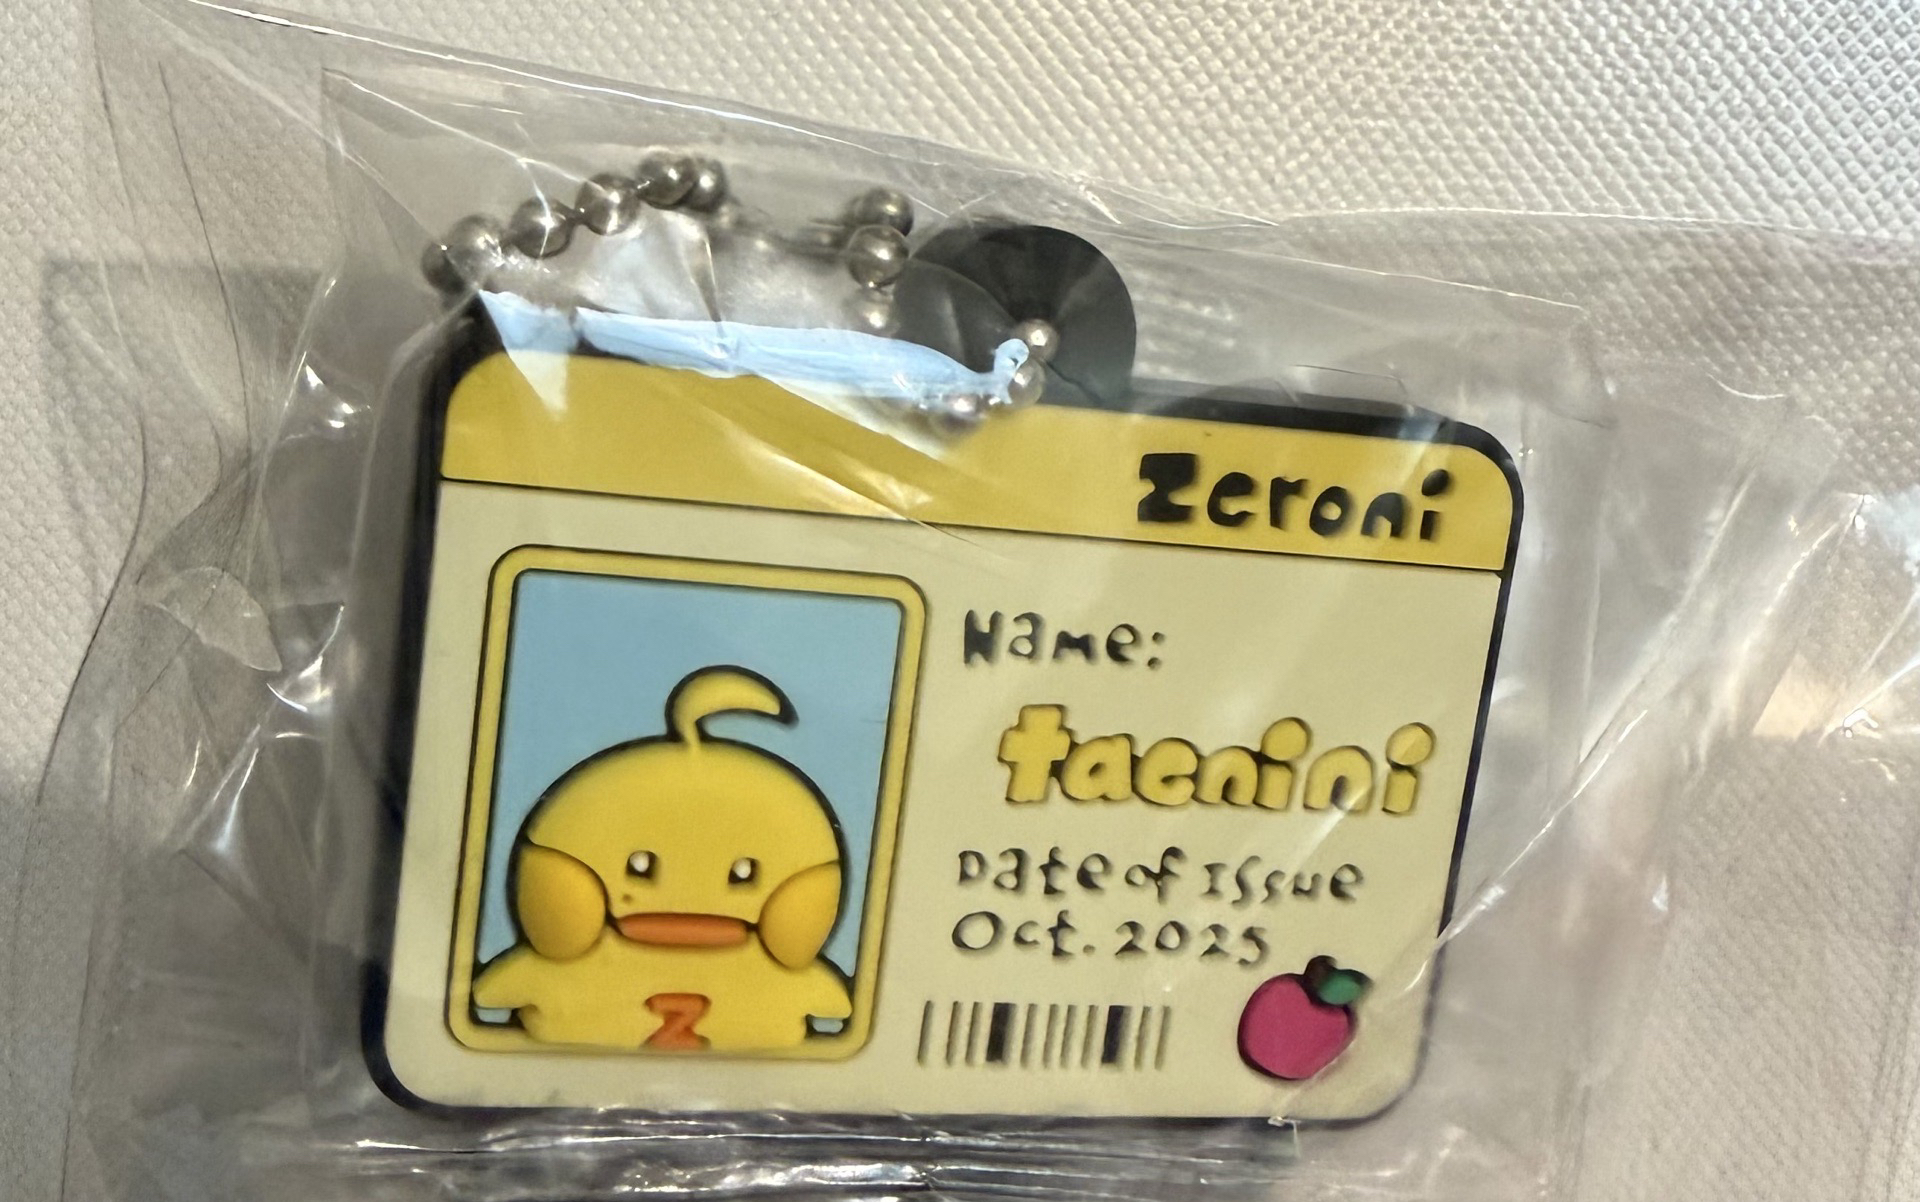 zeroni
Name:
taenini
Date of Issue
Oct. 2025
Z